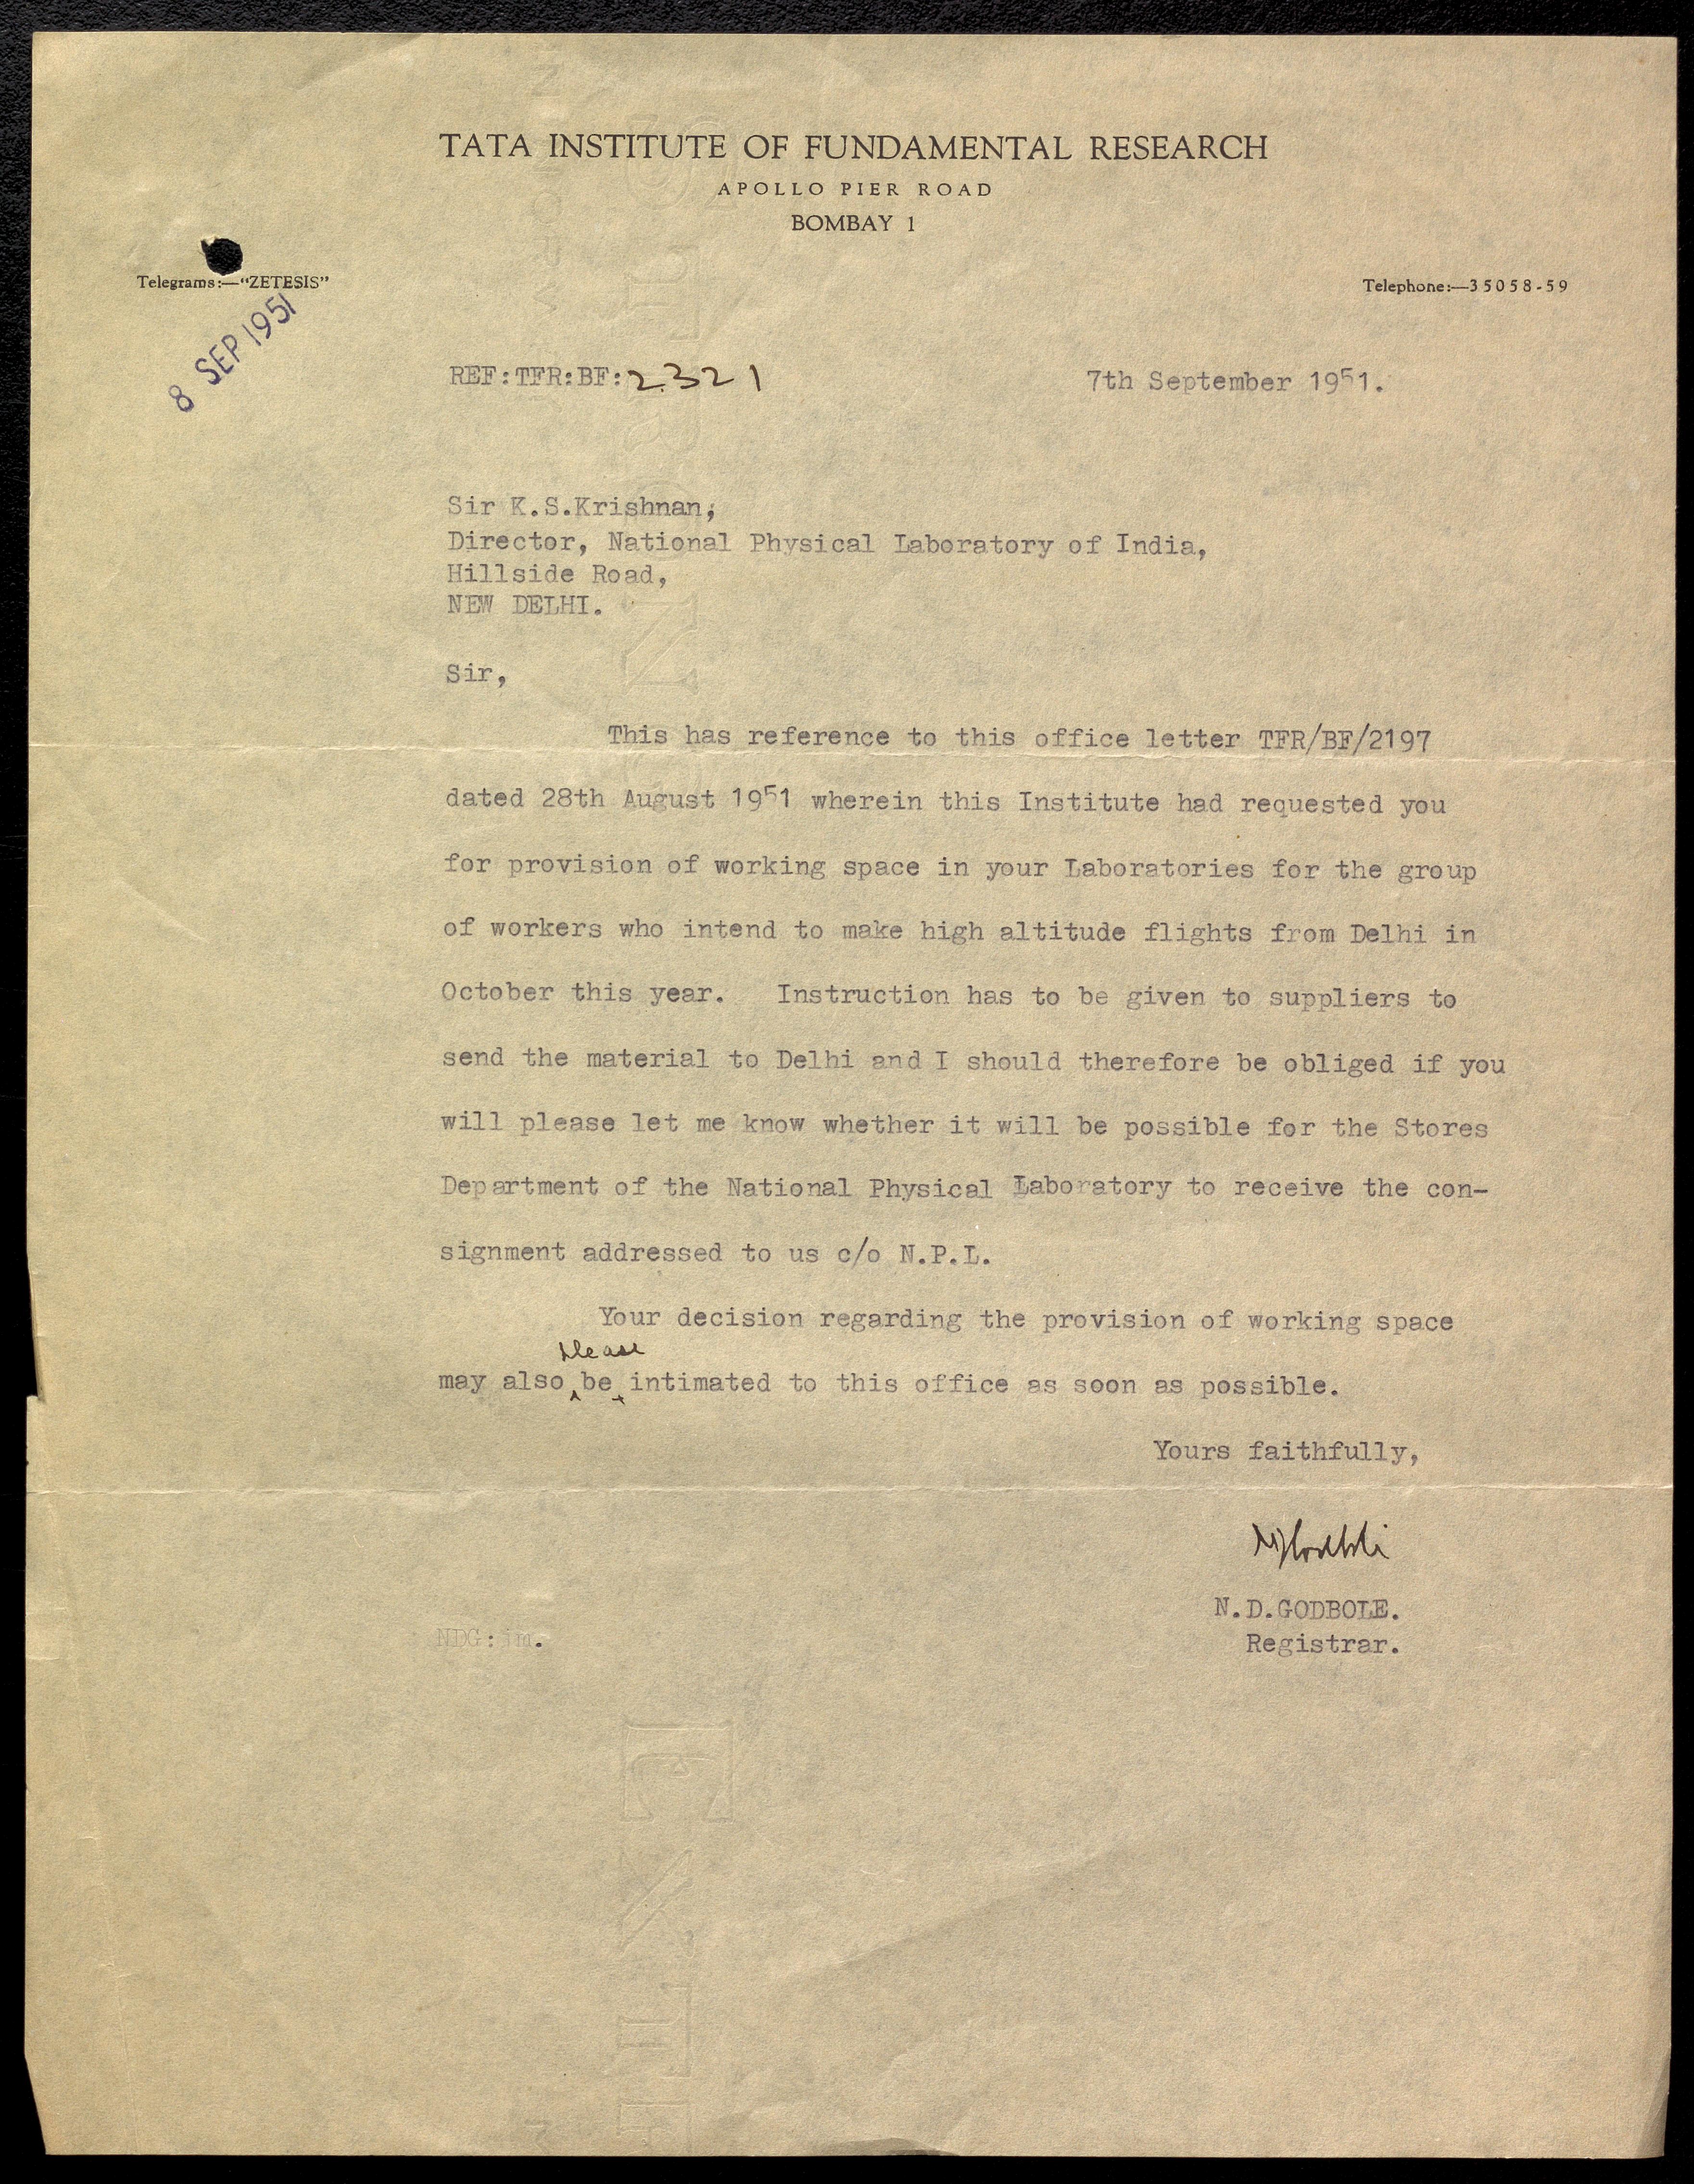 TATA INSTITUTE OF FUNDAMENTAL RESEARCH
APOLLO PIER ROAD
BOMBAY 1
Telegrams:—“ZETESIS”
Telephone:—35058-59
8 SEP 1951
REF:TFR:BF: 2321
7th September 1951.
Sir K.S.Krishnan,
Director, National Physical Laboratory of India,
Hillside Road,
NEW DELHI.
Sir,
This has reference to this office letter TFR/BF/2197
dated 28th August 1951 wherein this Institute had requested you
for provision of working space in your Laboratories for the group
of workers who intend to make high altitude flights from Delhi in
October this year. Instruction has to be given to suppliers to
send the material to Delhi and I should therefore be obliged if you
will please let me know whether it will be possible for the Stores
Department of the National Physical Laboratory to receive the con-
signment addressed to us c/o N.P.L.
Your decision regarding the provision of working space
please
may also be intimated to this office as soon as possible.
Yours faithfully,
N.D.GODBOLE.
Registrar.
NDG:jm.